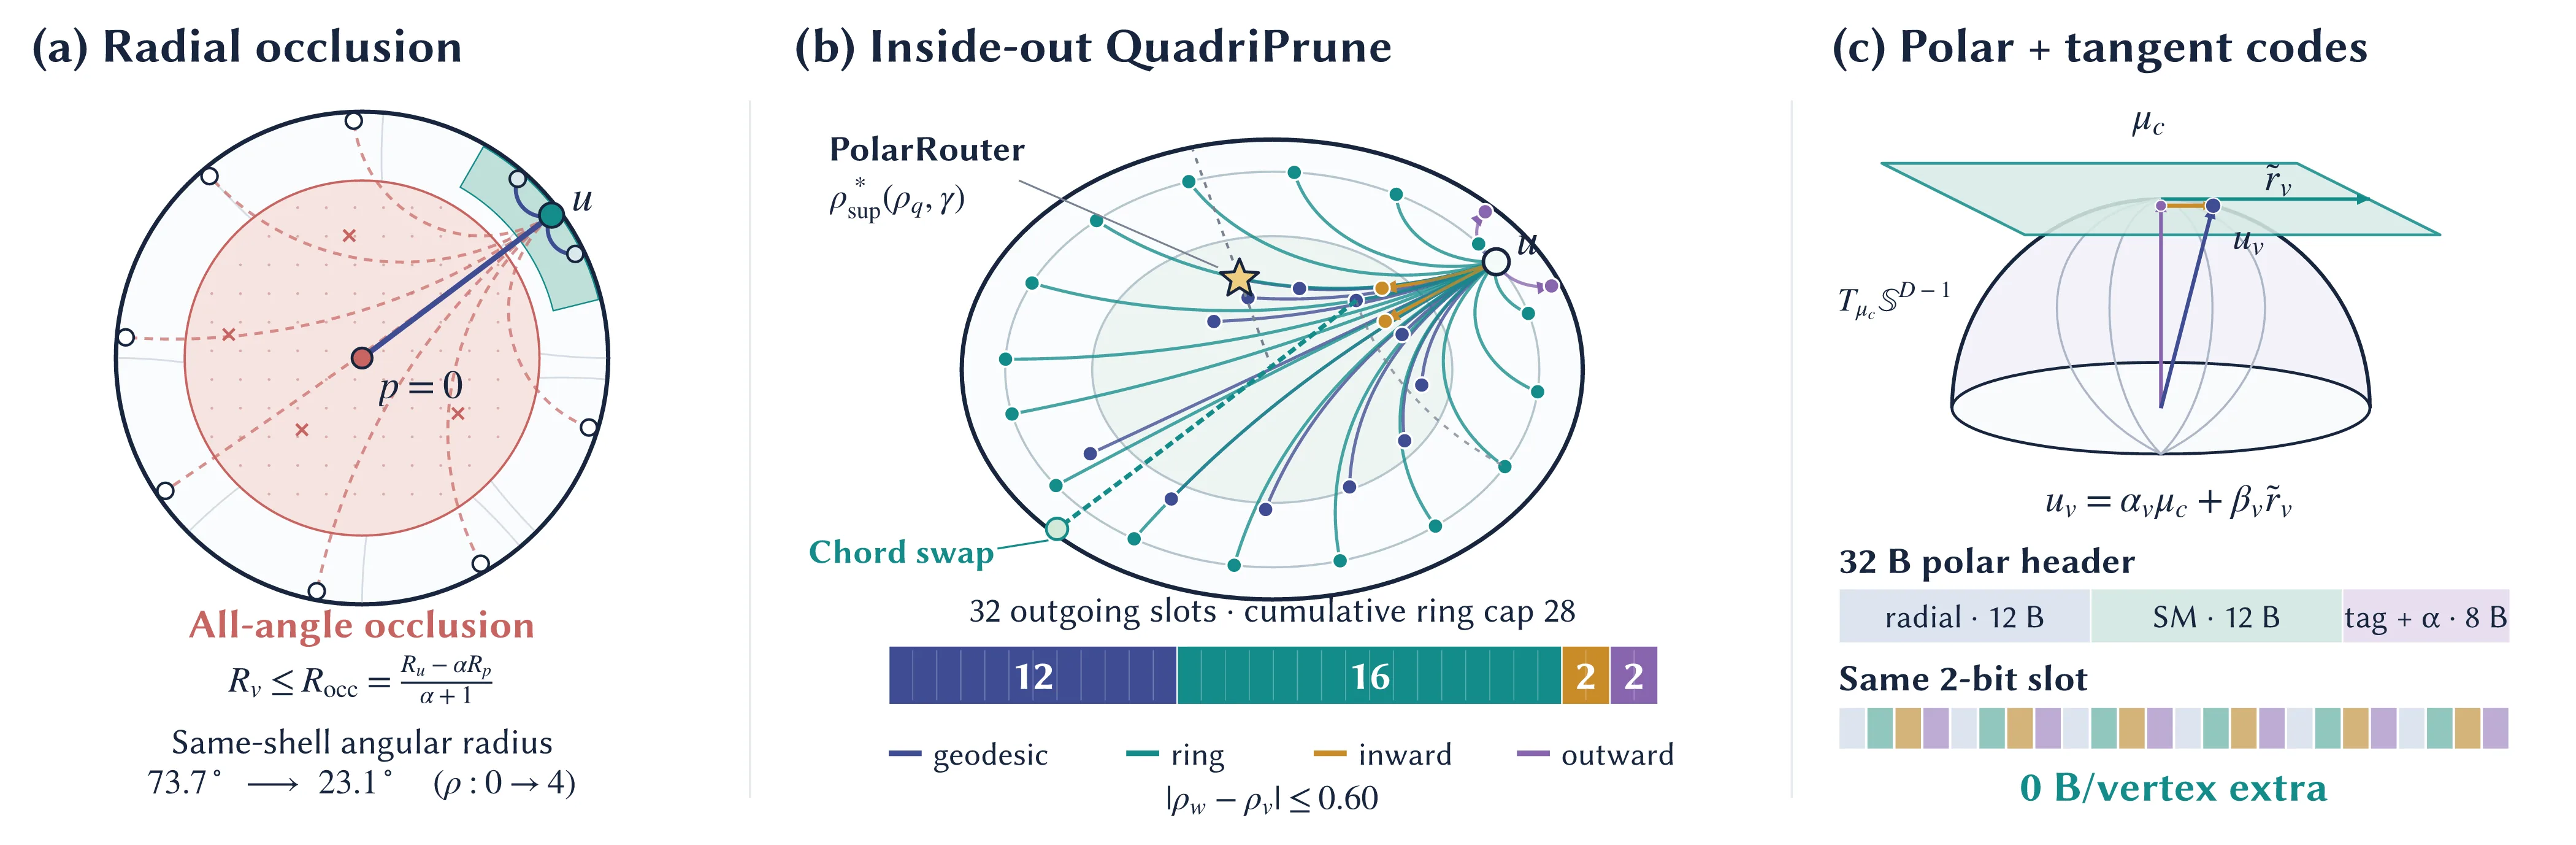 (a) Radial occlusion
u
p = 0
All-angle occlusion
R_v ≤ R_occ = (R_u − αR_p) / (α + 1)
Same-shell angular radius
73.7° ⟶ 23.1° (ρ : 0 → 4)
(b) Inside-out QuadriPrune
PolarRouter
ρ*_sup(ρ_q, γ)
u
Chord swap
32 outgoing slots · cumulative ring cap 28
12 16 2 2
geodesic ring inward outward
|ρ_w − ρ_v| ≤ 0.60
(c) Polar + tangent codes
μ_c
r̃_v
u_v
T_{μ_c} 𝕊^{D − 1}
u_v = α_v μ_c + β_v r̃_v
32 B polar header
radial · 12 B SM · 12 B tag + α · 8 B
Same 2-bit slot
0 B/vertex extra